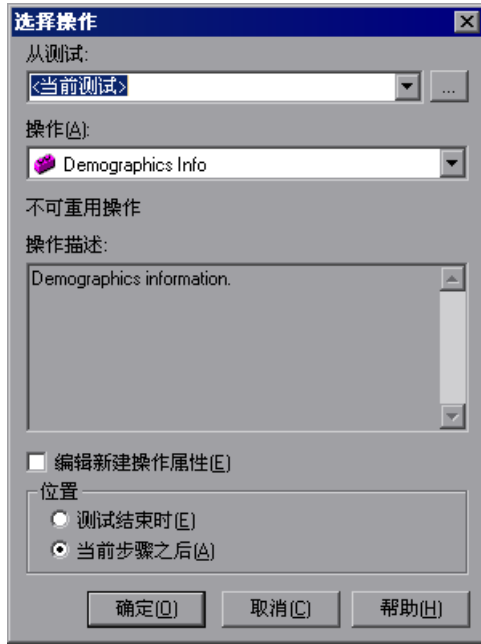 选择操作
从测试:
<当前测试>
...
操作(A):
Demographics Info
不可重用操作
操作描述:
Demographics information.
编辑新建操作属性(E)
位置
测试结束时(E)
当前步骤之后(A)
确定(O) 取消(C) 帮助(H)